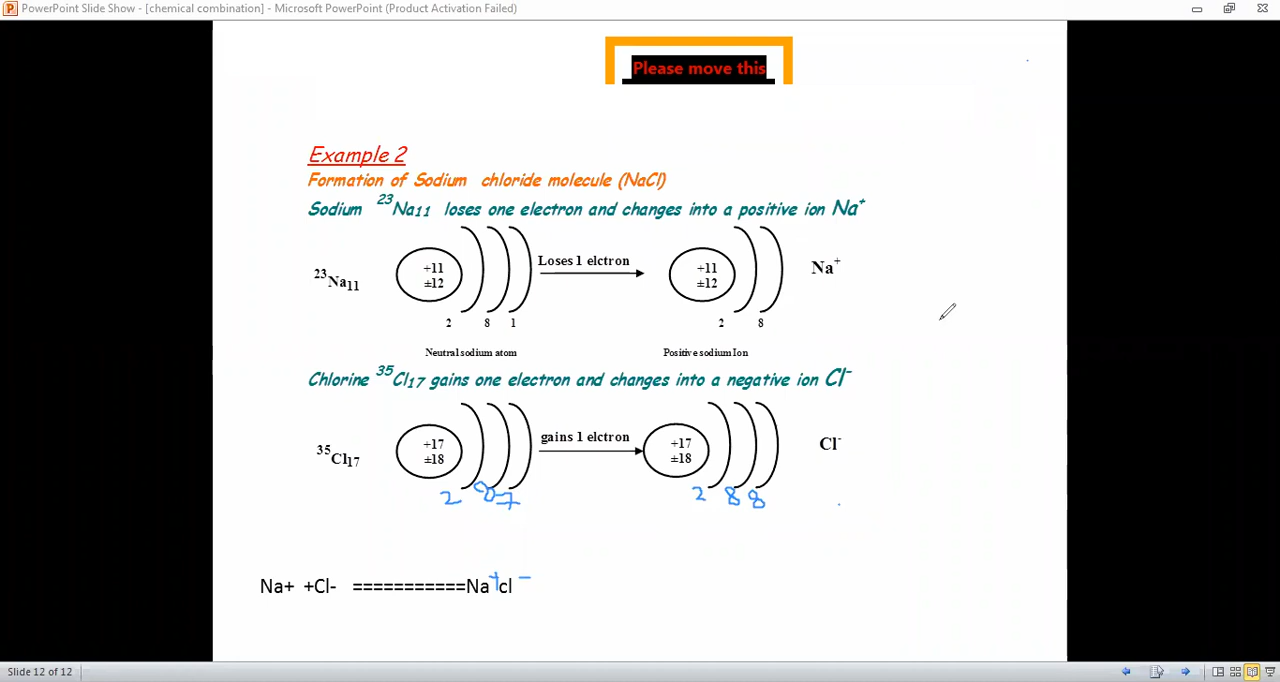 PowerPoint Slide Show - [chemical combination] - Microsoft PowerPoint (Product Activation Failed)
Please move this
Example 2
Formation of Sodium chloride molecule (NaCl)
Sodium ²³Na11 loses one electron and changes into a positive ion Na⁺
²³Na11 +11 ±12 Loses 1 elctron +11 ±12 Na⁺
2 8 1 2 8
Neutral sodium atom Positive sodium Ion
Chlorine ³⁵Cl17 gains one electron and changes into a negative ion Cl⁻
³⁵Cl17 +17 ±18 gains 1 elctron +17 ±18 Cl⁻
2 8 7 2 8 8
Na+ +Cl- ===========Na⁺cl⁻
Slide 12 of 12